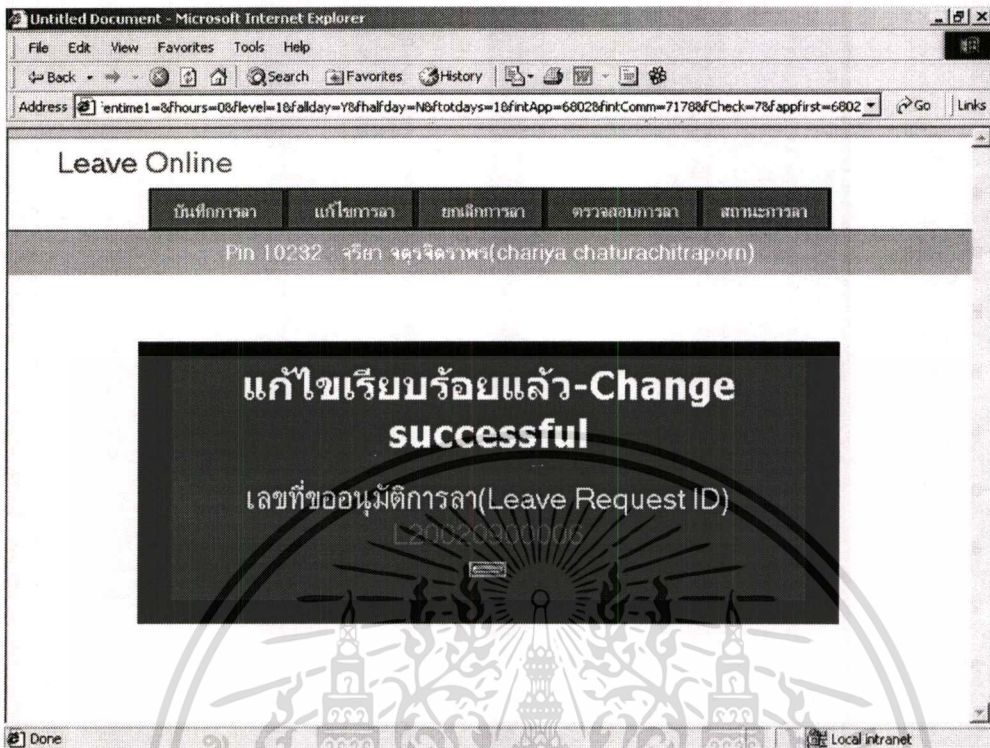 Untitled Document - Microsoft Internet Explorer
File Edit View Favorites Tools Help
Back Search Favorites History
Address entime1=&fhours=0&flevel=1&fallday=Y&fhalfday=N&ftotdays=1&fintApp=6802&fintComm=7178&fCheck=7&fappfirst=6802 Go Links
Leave Online
บันทึกการลา แก้ไขการลา ยกเลิกการลา ตรวจสอบการลา สถานะการลา
Pin 10232 : จริยา จตุรจิตราพร(chariya chaturachitraporn)
แก้ไขเรียบร้อยแล้ว-Change
successful
เลขที่ขออนุมัติการลา(Leave Request ID)
L20020900006
Done Local intranet